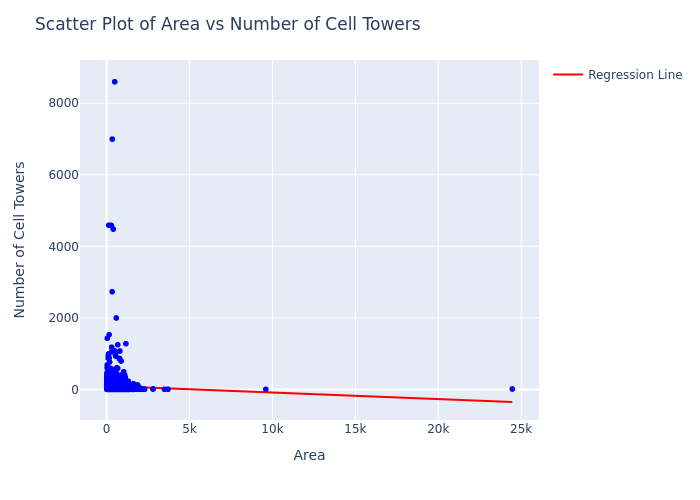 Scatter Plot of Area vs Number of Cell Towers
Regression Line
Number of Cell Towers
8000
6000
4000
2000
0
0
5k
10k
15k
20k
25k
Area